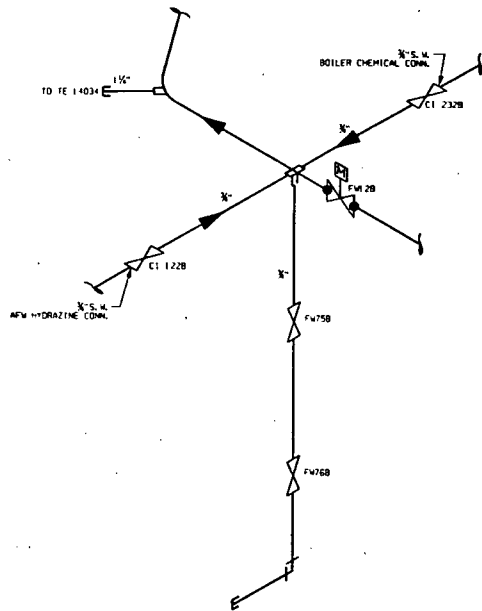 ¾" S.W.
BOILER CHEMICAL CONN.
1¼"
TO TE 14034
CI 232B
¾"
M
FW12B
¾"
CI 122B
¾" S.W.
AFW HYDRAZINE CONN.
¾"
FW75B
FW76B